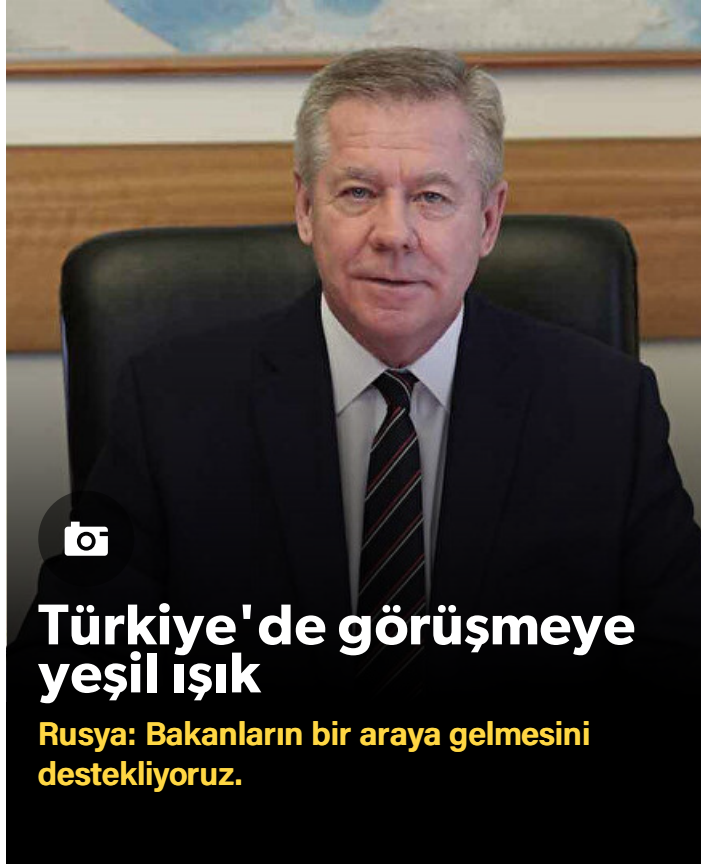 Türkiye'de görüşmeye
yeşil ışık
Rusya: Bakanların bir araya gelmesini
destekliyoruz.